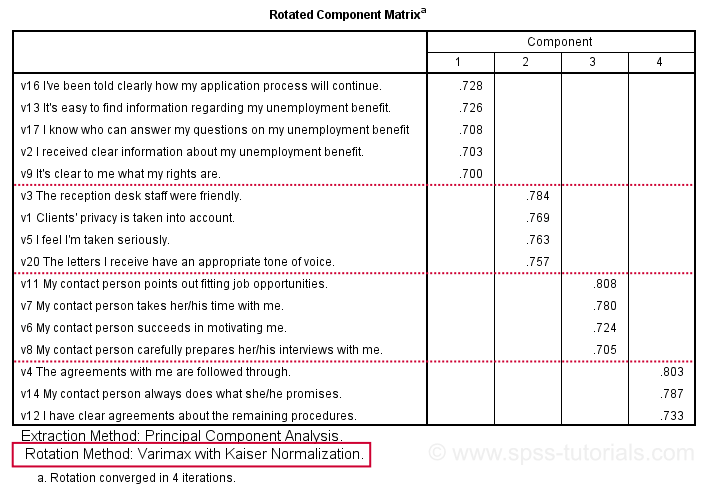 Rotated Component Matrixa
Component
1 2 3 4
v16 I've been told clearly how my application process will continue. .728
v13 It's easy to find information regarding my unemployment benefit. .726
v17 I know who can answer my questions on my unemployment benefit .708
v2 I received clear information about my unemployment benefit. .703
v9 It's clear to me what my rights are. .700
v3 The reception desk staff were friendly. .784
v1 Clients' privacy is taken into account. .769
v5 I feel I'm taken seriously. .763
v20 The letters I receive have an appropriate tone of voice. .757
v11 My contact person points out fitting job opportunities. .808
v7 My contact person takes her/his time with me. .780
v6 My contact person succeeds in motivating me. .724
v8 My contact person carefully prepares her/his interviews with me. .705
v4 The agreements with me are followed through. .803
v14 My contact person always does what she/he promises. .787
v12 I have clear agreements about the remaining procedures. .733
Extraction Method: Principal Component Analysis.
Rotation Method: Varimax with Kaiser Normalization.
© www.spss-tutorials.com
a. Rotation converged in 4 iterations.